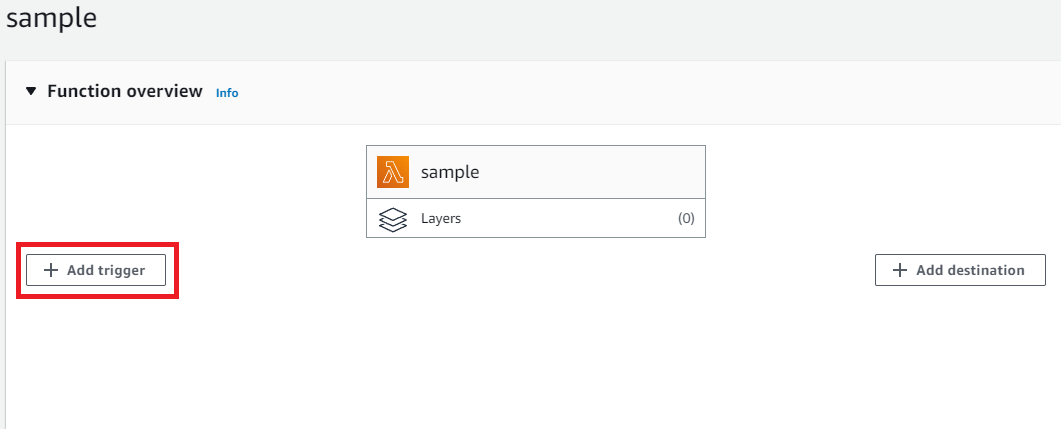 sample
Function overview Info
sample
Layers (0)
Add trigger
Add destination